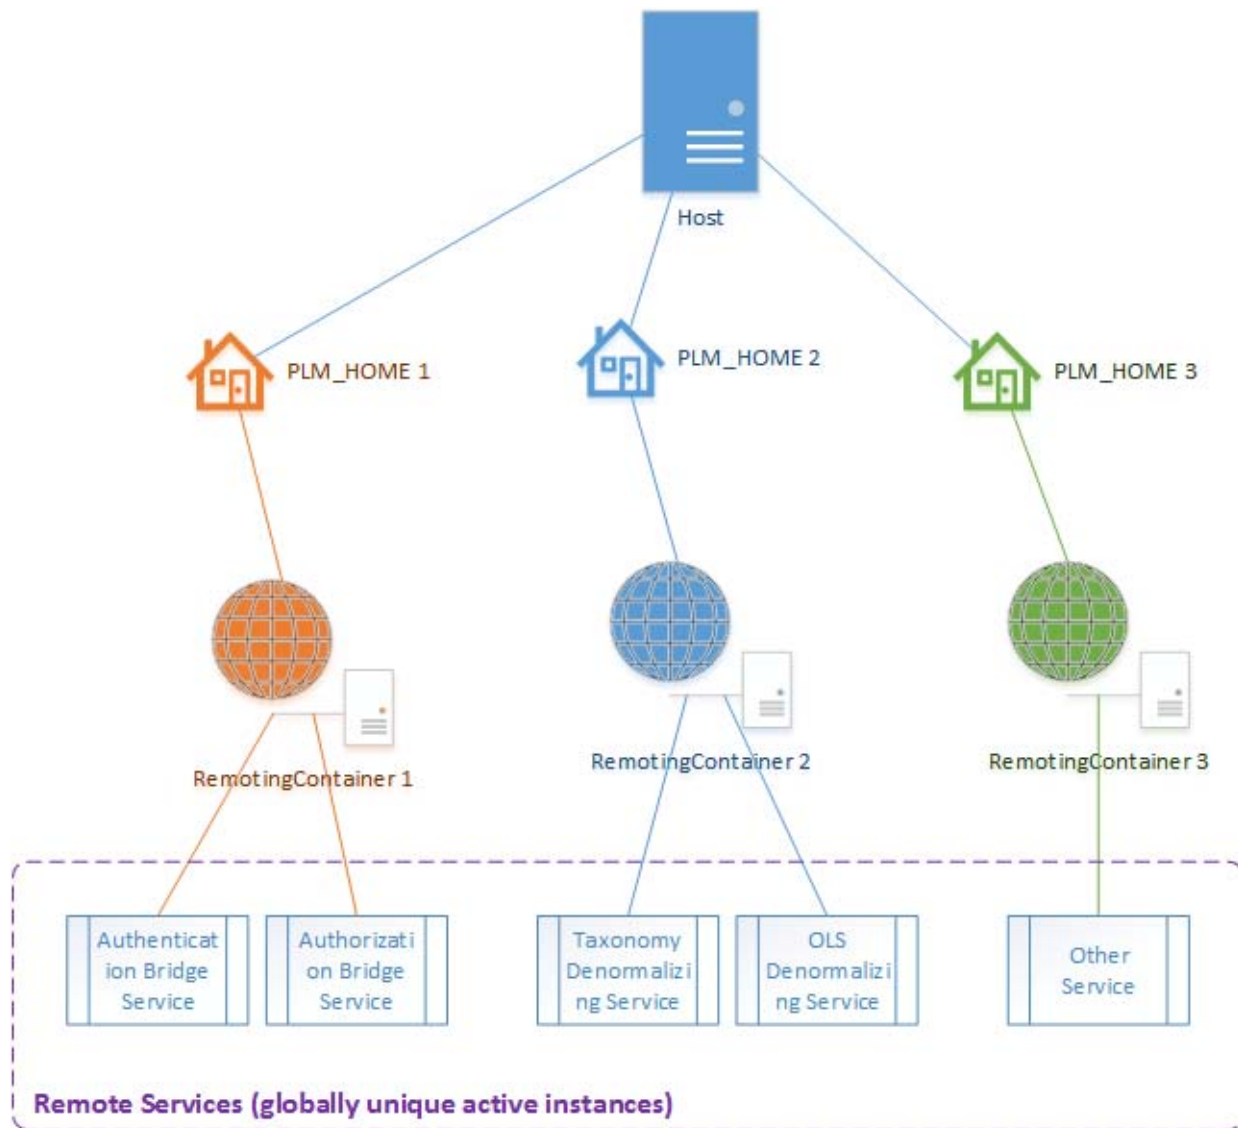 Host
PLM_HOME 1
PLM_HOME 2
PLM_HOME 3
RemotingContainer 1
RemotingContainer 2
RemotingContainer 3
Authenticat
ion Bridge
Service
Authorizati
on Bridge
Service
Taxonomy
Denormalizi
ng Service
OLS
Denormalizi
ng Service
Other
Service
Remote Services (globally unique active instances)